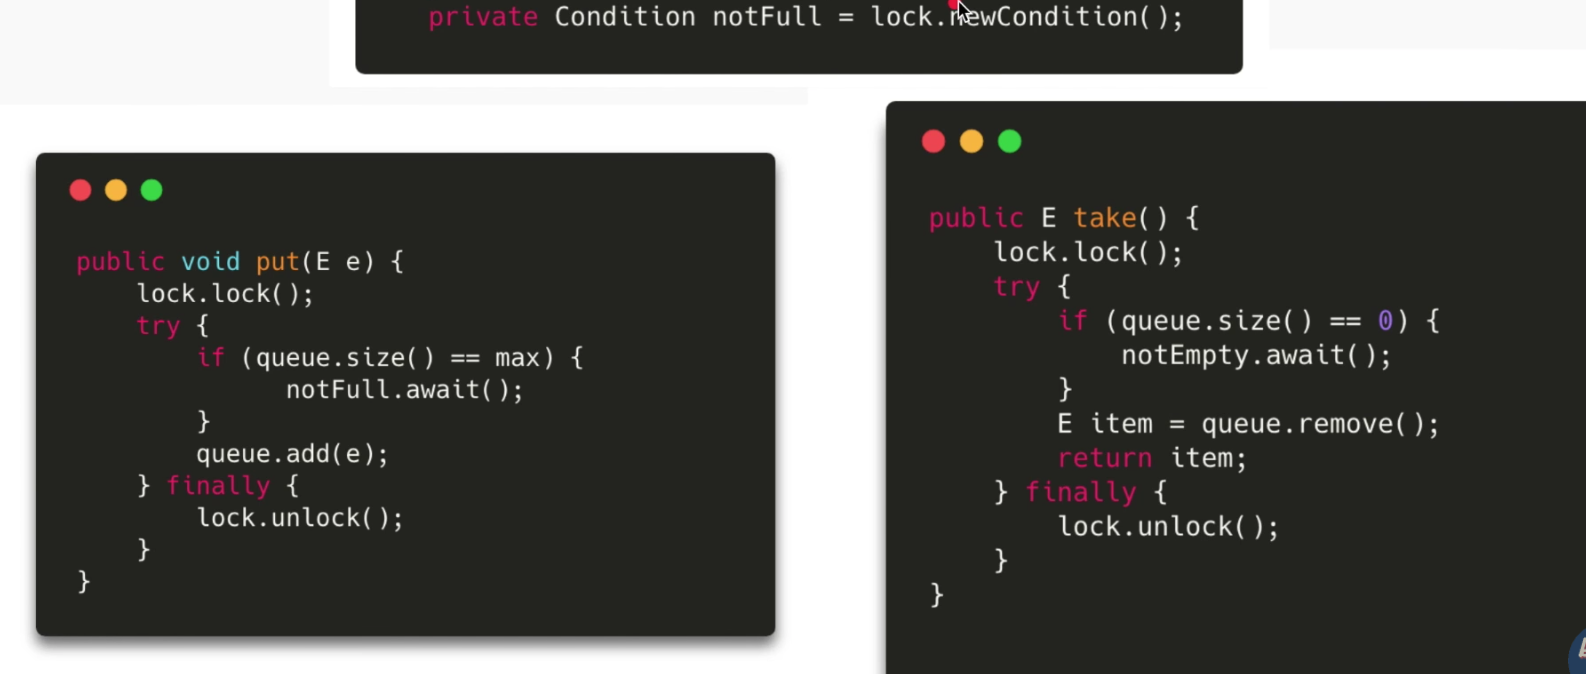 private Condition notFull = lock.newCondition();
public void put(E e) {
lock.lock();
try {
if (queue.size() == max) {
notFull.await();
}
queue.add(e);
} finally {
lock.unlock();
}
}
public E take() {
lock.lock();
try {
if (queue.size() == 0) {
notEmpty.await();
}
E item = queue.remove();
return item;
} finally {
lock.unlock();
}
}